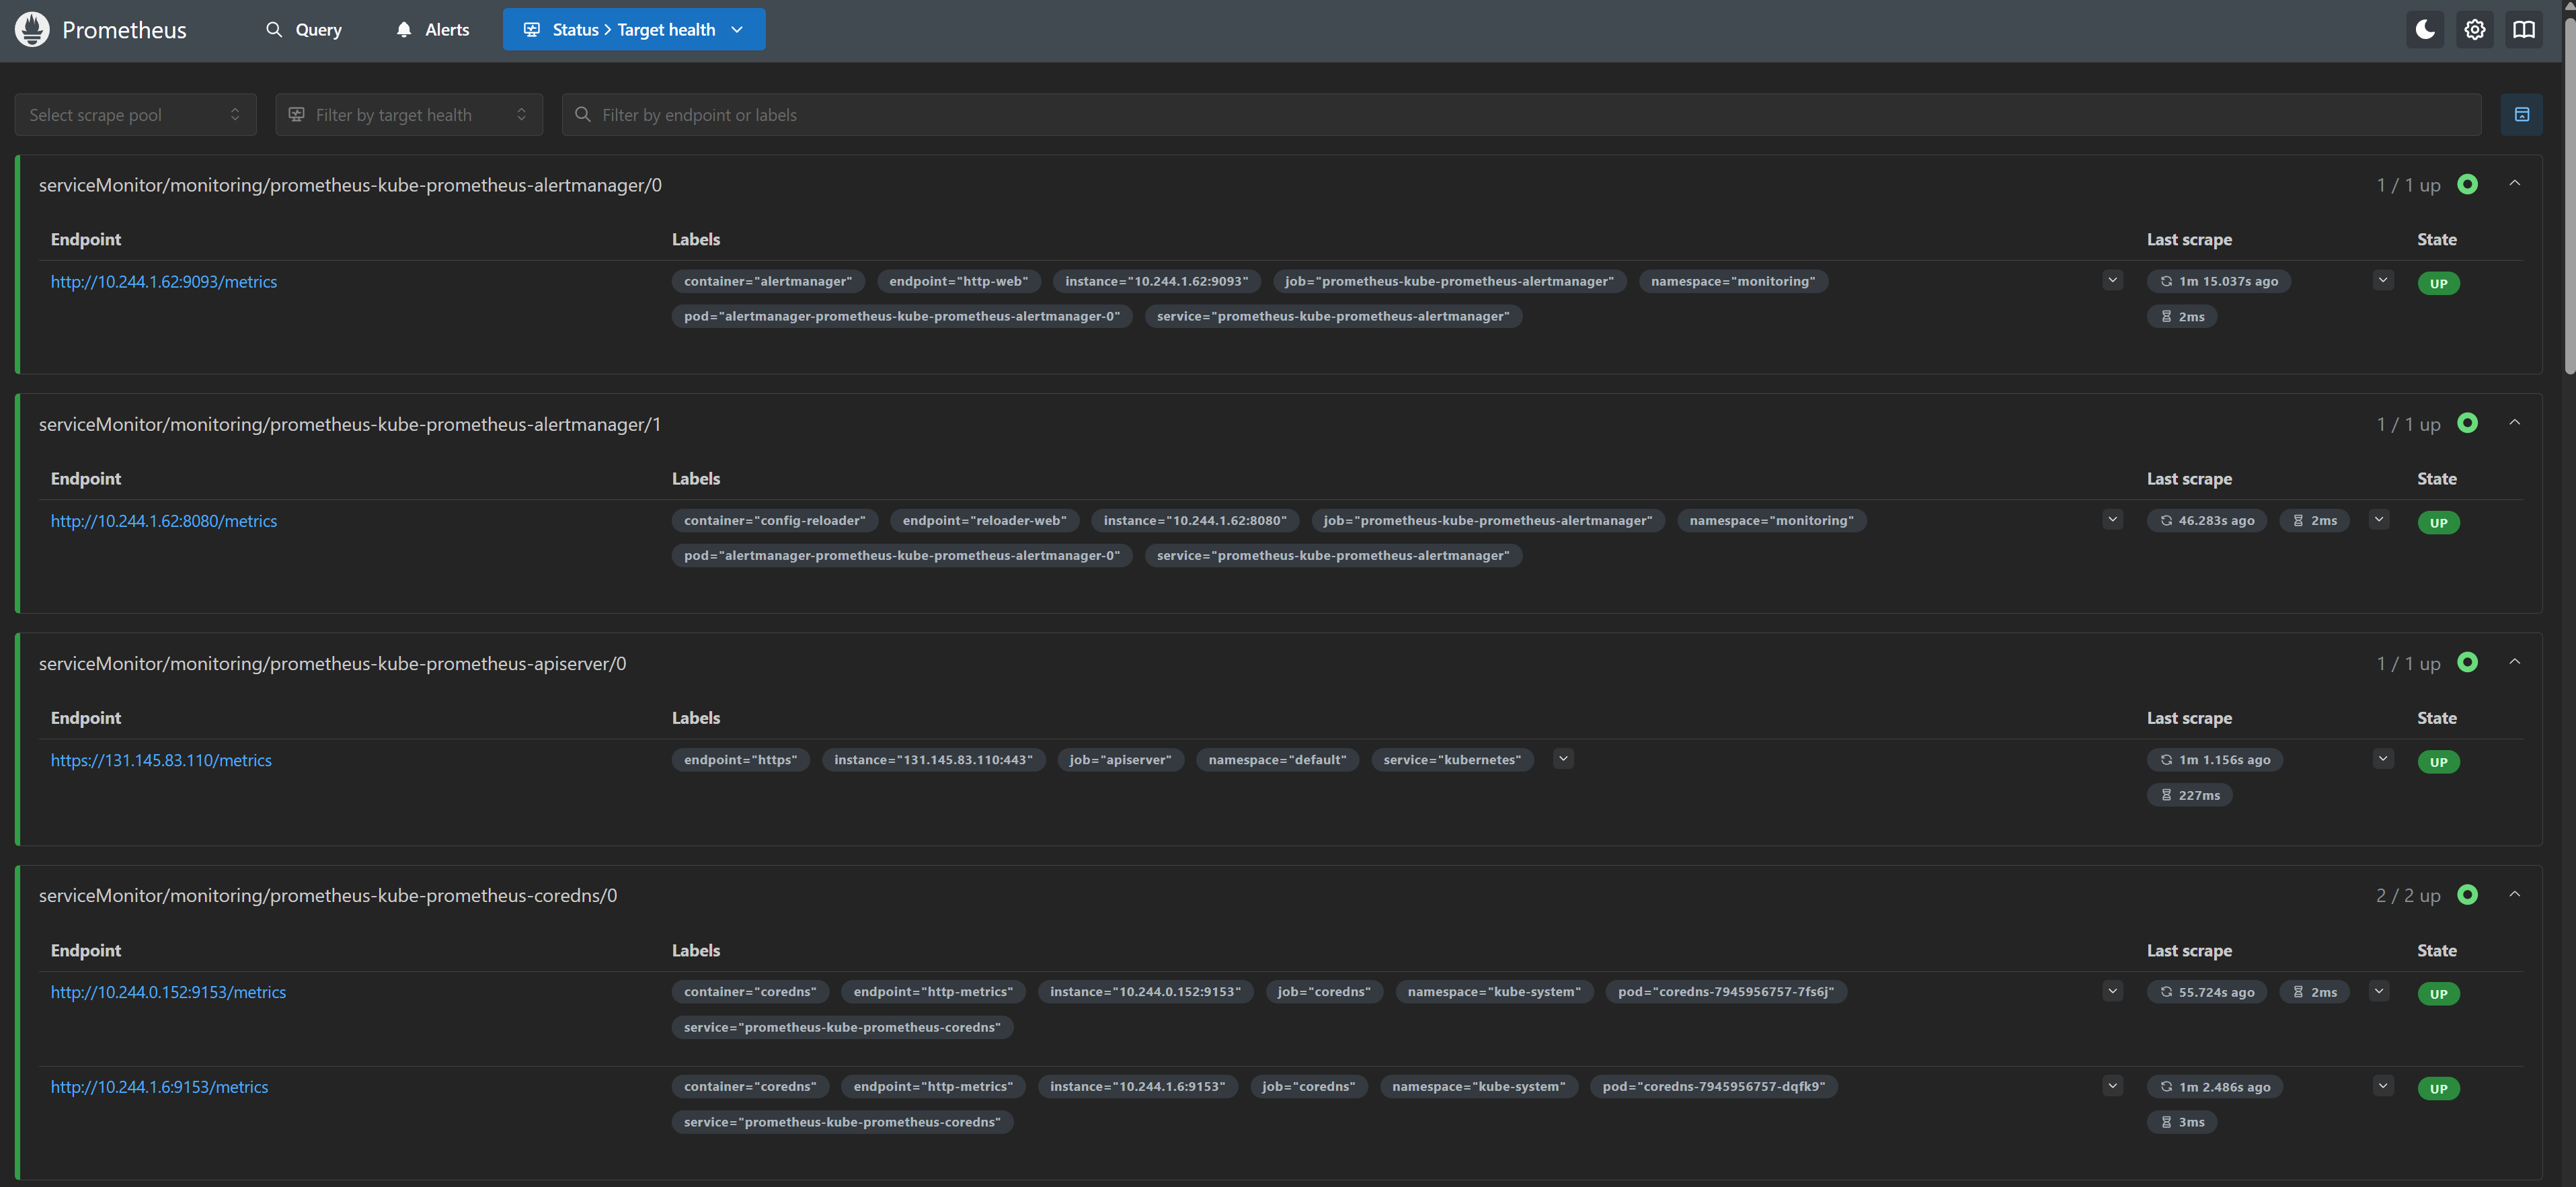 Prometheus Query Alerts Status > Target health
Select scrape pool Filter by target health Filter by endpoint or labels
serviceMonitor/monitoring/prometheus-kube-prometheus-alertmanager/0 1 / 1 up
Endpoint Labels Last scrape State
http://10.244.1.62:9093/metrics container="alertmanager" endpoint="http-web" instance="10.244.1.62:9093" job="prometheus-kube-prometheus-alertmanager" namespace="monitoring" 1m 15.037s ago UP
pod="alertmanager-prometheus-kube-prometheus-alertmanager-0" service="prometheus-kube-prometheus-alertmanager" 2ms
serviceMonitor/monitoring/prometheus-kube-prometheus-alertmanager/1 1 / 1 up
Endpoint Labels Last scrape State
http://10.244.1.62:8080/metrics container="config-reloader" endpoint="reloader-web" instance="10.244.1.62:8080" job="prometheus-kube-prometheus-alertmanager" namespace="monitoring" 46.283s ago 2ms UP
pod="alertmanager-prometheus-kube-prometheus-alertmanager-0" service="prometheus-kube-prometheus-alertmanager"
serviceMonitor/monitoring/prometheus-kube-prometheus-apiserver/0 1 / 1 up
Endpoint Labels Last scrape State
https://131.145.83.110/metrics endpoint="https" instance="131.145.83.110:443" job="apiserver" namespace="default" service="kubernetes" 1m 1.156s ago UP
227ms
serviceMonitor/monitoring/prometheus-kube-prometheus-coredns/0 2 / 2 up
Endpoint Labels Last scrape State
http://10.244.0.152:9153/metrics container="coredns" endpoint="http-metrics" instance="10.244.0.152:9153" job="coredns" namespace="kube-system" pod="coredns-7945956757-7fs6j" 55.724s ago 2ms UP
service="prometheus-kube-prometheus-coredns"
http://10.244.1.6:9153/metrics container="coredns" endpoint="http-metrics" instance="10.244.1.6:9153" job="coredns" namespace="kube-system" pod="coredns-7945956757-dqfk9" 1m 2.486s ago UP
service="prometheus-kube-prometheus-coredns" 3ms